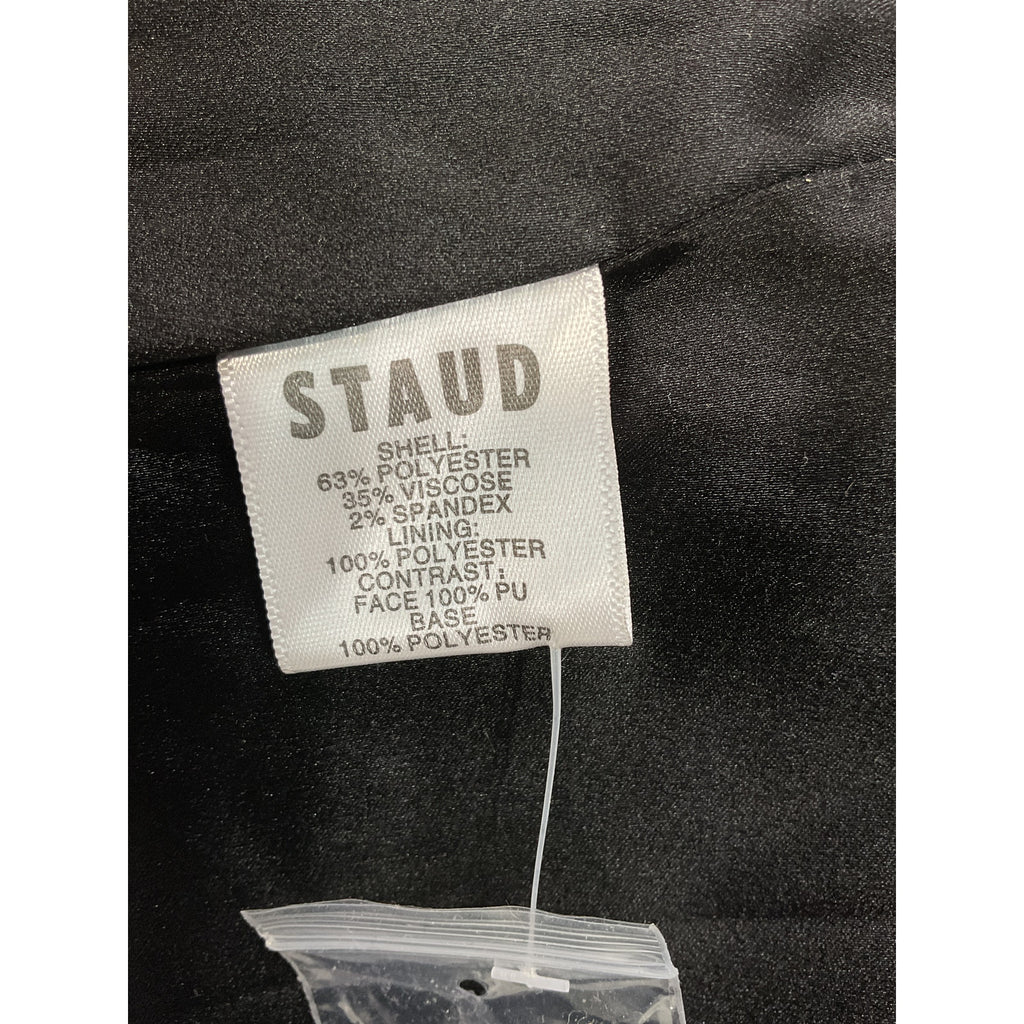 STAUD
SHELL:
63% POLYESTER
35% VISCOSE
2% SPANDEX
LINING:
100% POLYESTER
CONTRAST:
FACE 100% PU
BASE
100% POLYESTER